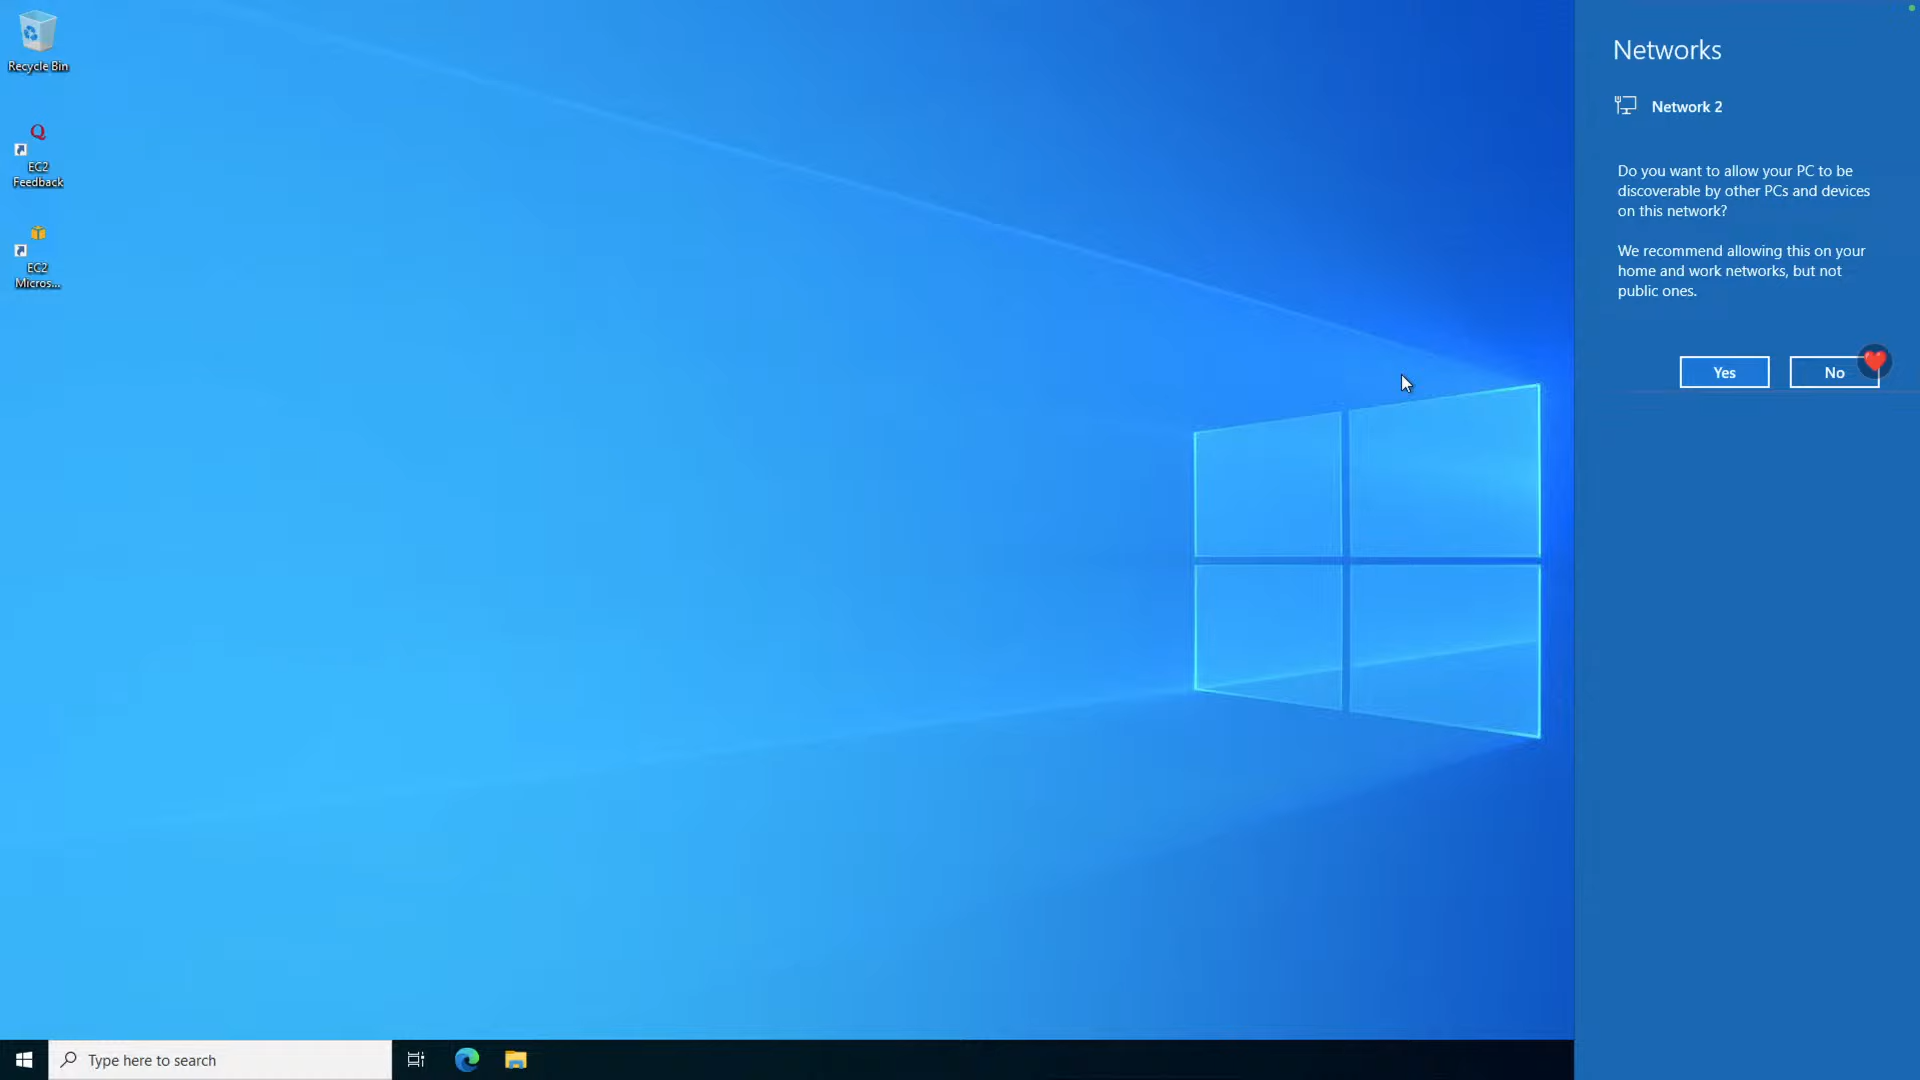 Recycle Bin
EC2
Feedback
EC2
Micros...
Networks
Network 2
Do you want to allow your PC to be
discoverable by other PCs and devices
on this network?
We recommend allowing this on your
home and work networks, but not
public ones.
Yes
No
Type here to search